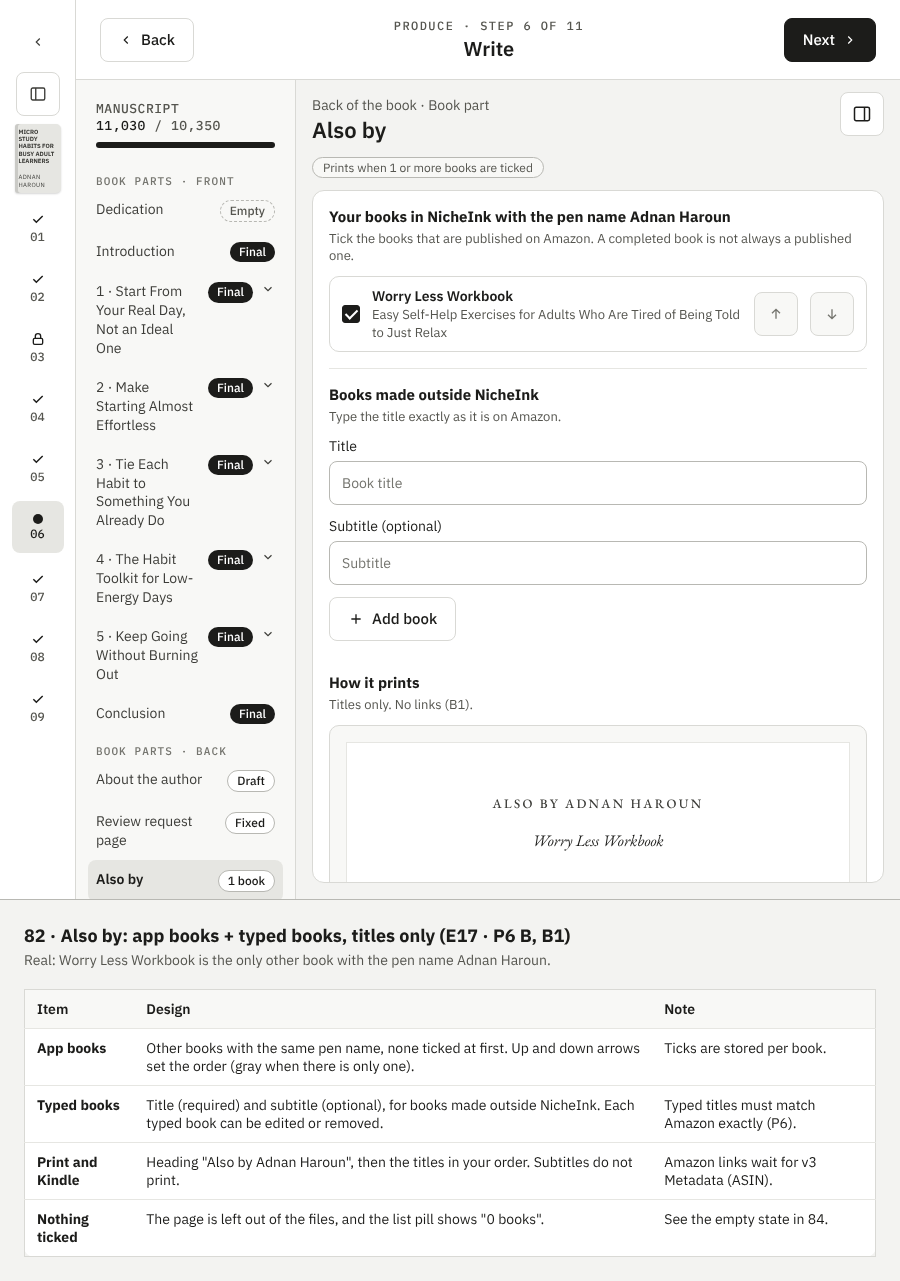 Back
PRODUCE · STEP 6 OF 11
Write
Next
MICRO
STUDY
HABITS FOR
BUSY ADULT
LEARNERS
ADNAN
HAROUN
01
02
03
04
05
06
07
08
09
MANUSCRIPT
11,030 / 10,350
BOOK PARTS · FRONT
Dedication Empty
Introduction Final
1 · Start From Final
Your Real Day,
Not an Ideal
One
2 · Make Final
Starting Almost
Effortless
3 · Tie Each Final
Habit to
Something You
Already Do
4 · The Habit Final
Toolkit for Low-
Energy Days
5 · Keep Going Final
Without Burning
Out
Conclusion Final
BOOK PARTS · BACK
About the author Draft
Review request Fixed
page
Also by 1 book
Back of the book · Book part
Also by
Prints when 1 or more books are ticked
Your books in NicheInk with the pen name Adnan Haroun
Tick the books that are published on Amazon. A completed book is not always a published
one.
Worry Less Workbook
Easy Self-Help Exercises for Adults Who Are Tired of Being Told
to Just Relax
Books made outside NicheInk
Type the title exactly as it is on Amazon.
Title
Book title
Subtitle (optional)
Subtitle
Add book
How it prints
Titles only. No links (B1).
ALSO BY ADNAN HAROUN
Worry Less Workbook
82 · Also by: app books + typed books, titles only (E17 · P6 B, B1)
Real: Worry Less Workbook is the only other book with the pen name Adnan Haroun.
Item Design Note
App books Other books with the same pen name, none ticked at first. Up and down arrows Ticks are stored per book.
set the order (gray when there is only one).
Typed books Title (required) and subtitle (optional), for books made outside NicheInk. Each Typed titles must match
typed book can be edited or removed. Amazon exactly (P6).
Print and Heading "Also by Adnan Haroun", then the titles in your order. Subtitles do not Amazon links wait for v3
Kindle print. Metadata (ASIN).
Nothing The page is left out of the files, and the list pill shows "0 books". See the empty state in 84.
ticked